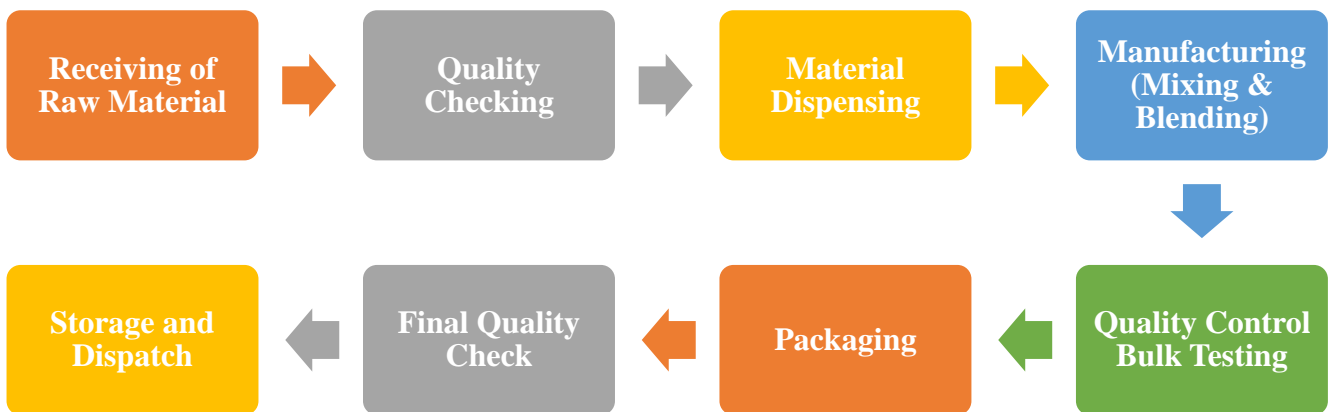 Receiving of
Raw Material
Quality
Checking
Material
Dispensing
Manufacturing
(Mixing &
Blending)
Quality Control
Bulk Testing
Packaging
Final Quality
Check
Storage and
Dispatch